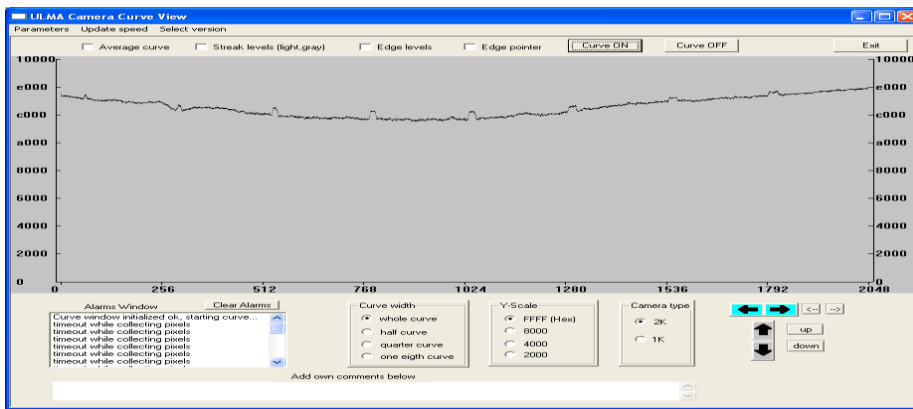 ULMA Camera Curve View
Parameters Update speed Select version
Average curve Streak levels (light,gray) Edge levels Edge pointer Curve ON Curve OFF Exit
10000 10000
e000 e000
c000 c000
a000 a000
8000 8000
6000 6000
4000 4000
2000 2000
0 0
0 256 512 768 1024 1280 1536 1792 2048
Alarms Window Clear Alarms
Curve window initialized ok, starting curve...
timeout while collecting pixels
timeout while collecting pixels
timeout while collecting pixels
timeout while collecting pixels
timeout while collecting pixels
timeout while collecting pixels
Curve width
whole curve
half curve
quarter curve
one eigth curve
Y-Scale
FFFF (Hex)
8000
4000
2000
Camera type
2K
1K
<-- -->
up
down
Add own comments below